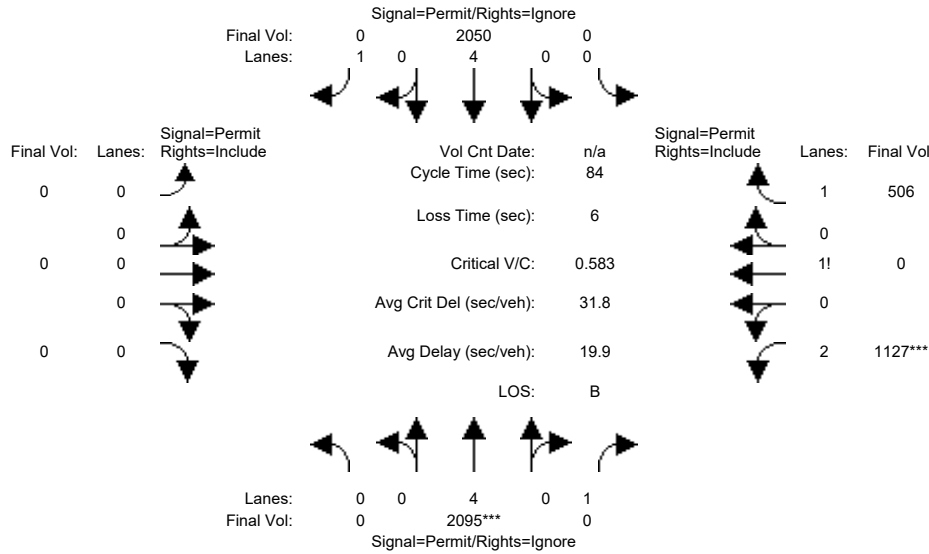 Signal=Permit/Rights=Ignore
Final Vol: 0 2050 0
Lanes: 1 0 4 0 0
Signal=Permit Signal=Permit
Final Vol: Lanes: Rights=Include Vol Cnt Date: n/a Rights=Include Lanes: Final Vol
Cycle Time (sec): 84
0 0 1 506
Loss Time (sec): 6
0 0
0 0 Critical V/C: 0.583 1! 0
0 Avg Crit Del (sec/veh): 31.8 0
0 0 Avg Delay (sec/veh): 19.9 2 1127***
LOS: B
Lanes: 0 0 4 0 1
Final Vol: 0 2095*** 0
Signal=Permit/Rights=Ignore